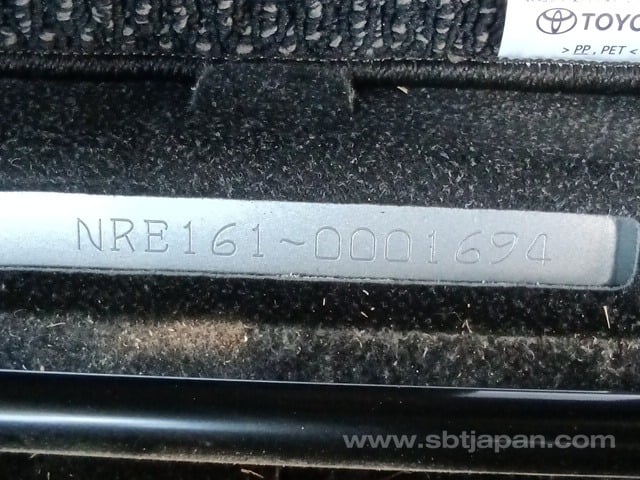 TOYO
> PP, PET <
NRE161-0001694
www.sbtjapan.com